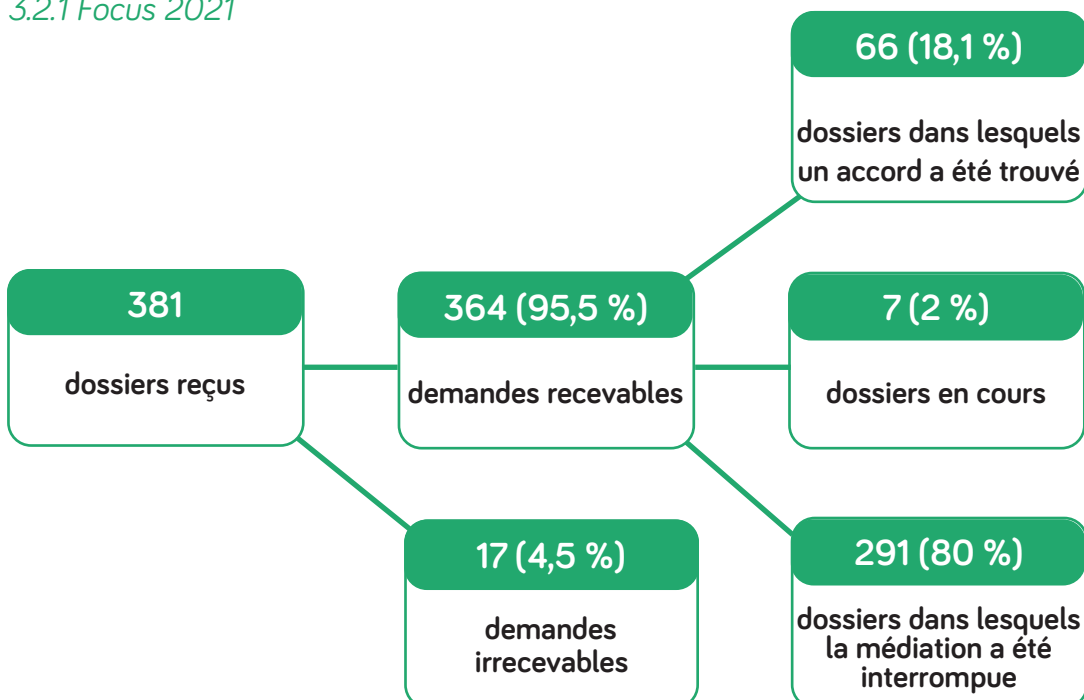 3.2.1 Focus 2021
66 (18,1 %)
dossiers dans lesquels
un accord a été trouvé
381
dossiers reçus
364 (95,5 %)
demandes recevables
7 (2 %)
dossiers en cours
17 (4,5 %)
demandes
irrecevables
291 (80 %)
dossiers dans lesquels
la médiation a été
interrompue